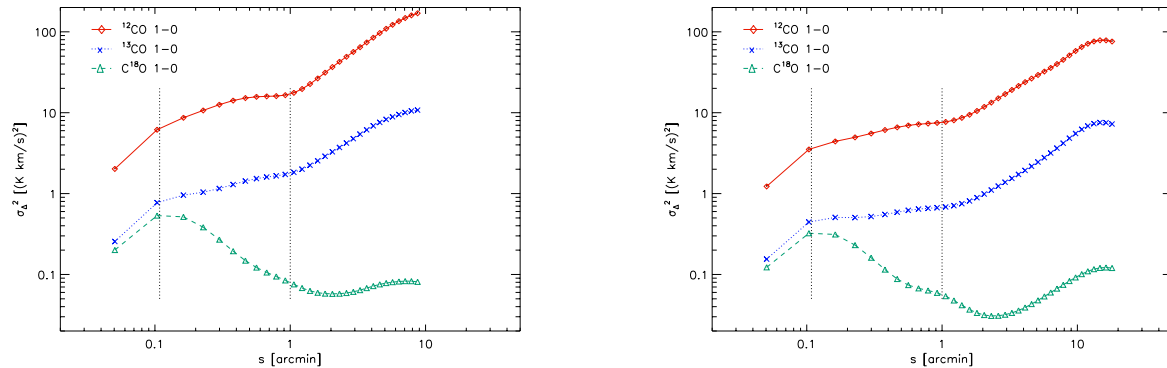 ¹²CO 1−0
¹³CO 1−0
C¹⁸O 1−0
100
10
1
0.1
σ_Δ² [(K km/s)²]
0.1 1 10
s [arcmin]
¹²CO 1−0
¹³CO 1−0
C¹⁸O 1−0
100
10
1
0.1
σ_Δ² [(K km/s)²]
0.1 1 10
s [arcmin]